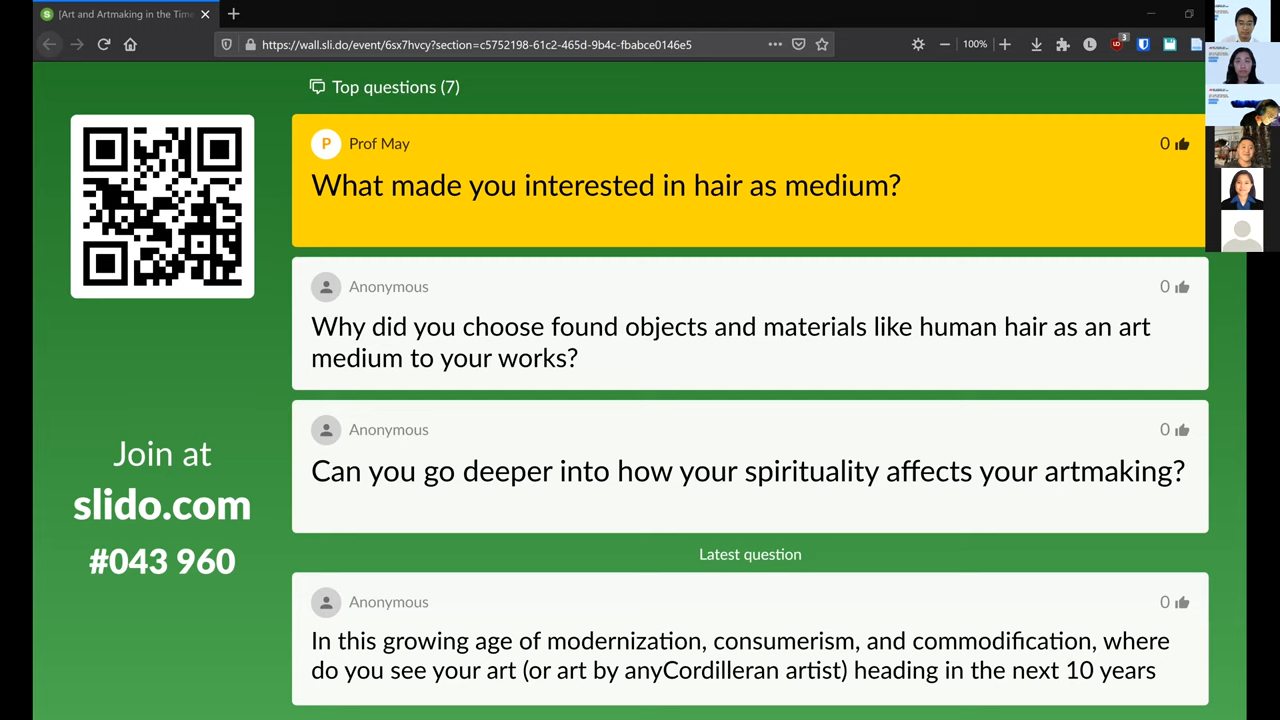 [Art and Artmaking in the Time
https://wall.sli.do/event/6sx7hvcy?section=c5752198-61c2-465d-9b4c-fbabce0146e5
100%
3
Top questions (7)
P
Prof May
0
What made you interested in hair as medium?
Anonymous
0
Why did you choose found objects and materials like human hair as an art
medium to your works?
Anonymous
0
Can you go deeper into how your spirituality affects your artmaking?
Join at
slido.com
#043 960
Latest question
Anonymous
0
In this growing age of modernization, consumerism, and commodification, where
do you see your art (or art by anyCordilleran artist) heading in the next 10 years